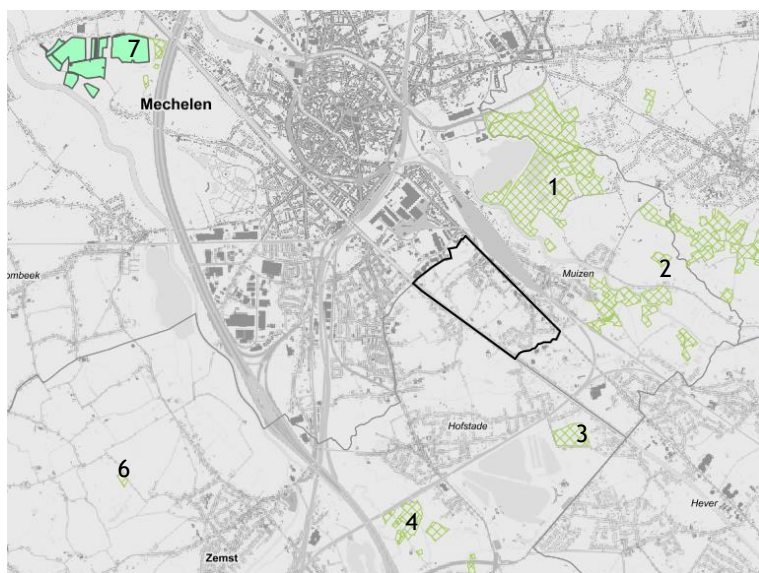 7
Mechelen
1
2
Muizen
ombeek
Hofstade
3
6
4
Hever
Zemst